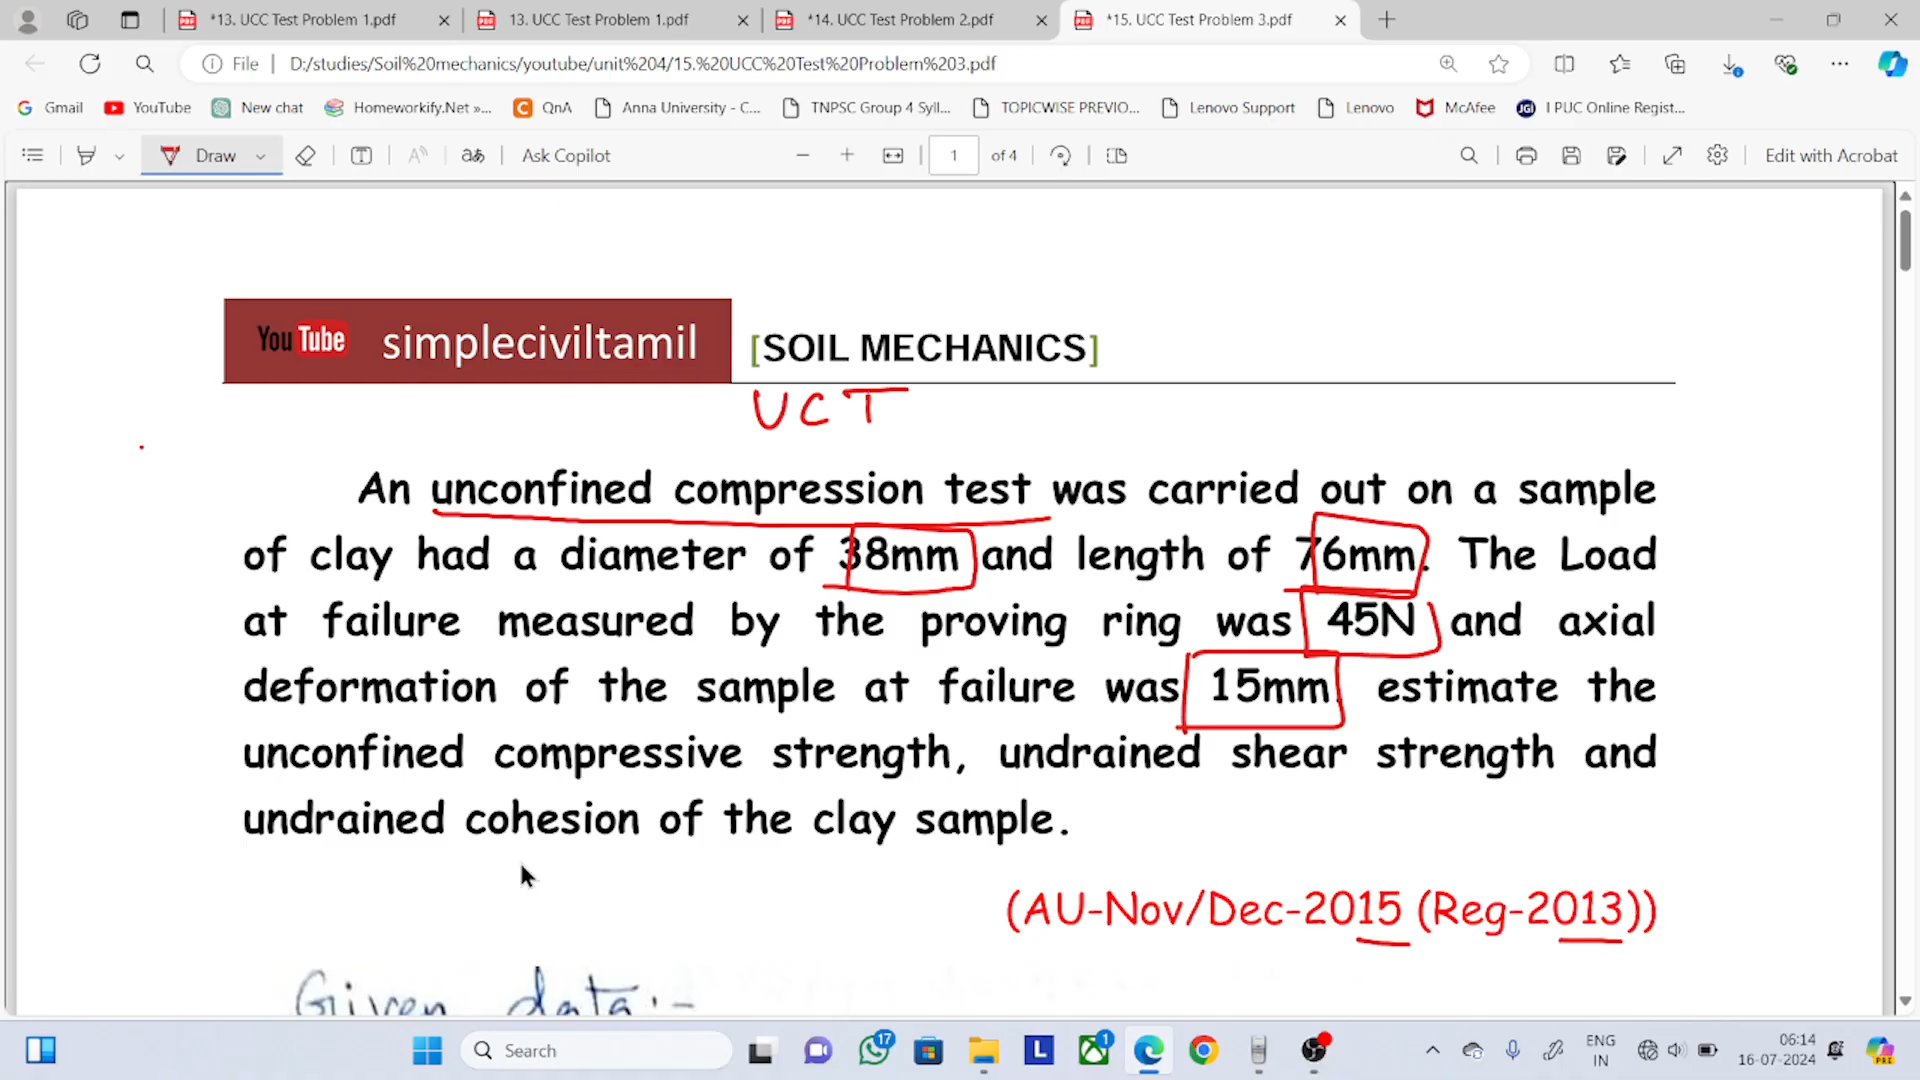 *13. UCC Test Problem 1.pdf
13. UCC Test Problem 1.pdf
*14. UCC Test Problem 2.pdf
*15. UCC Test Problem 3.pdf
File
D:/studies/Soil%20mechanics/youtube/unit%204/15.%20UCC%20Test%20Problem%203.pdf
Gmail
YouTube
New chat
Homeworkify.Net »...
QnA
Anna University - C...
TNPSC Group 4 Syll...
TOPICWISE PREVIO...
Lenovo Support
Lenovo
McAfee
I PUC Online Regist...
Draw
Ask Copilot
1 of 4
Edit with Acrobat
YouTube simpleciviltamil [SOIL MECHANICS]
UCT
An unconfined compression test was carried out on a sample
of clay had a diameter of 38mm and length of 76mm. The Load
at failure measured by the proving ring was 45N and axial
deformation of the sample at failure was 15mm estimate the
unconfined compressive strength, undrained shear strength and
undrained cohesion of the clay sample.
(AU-Nov/Dec-2015 (Reg-2013))
Given data:-
Search
17
1
ENG
IN
06:14
16-07-2024